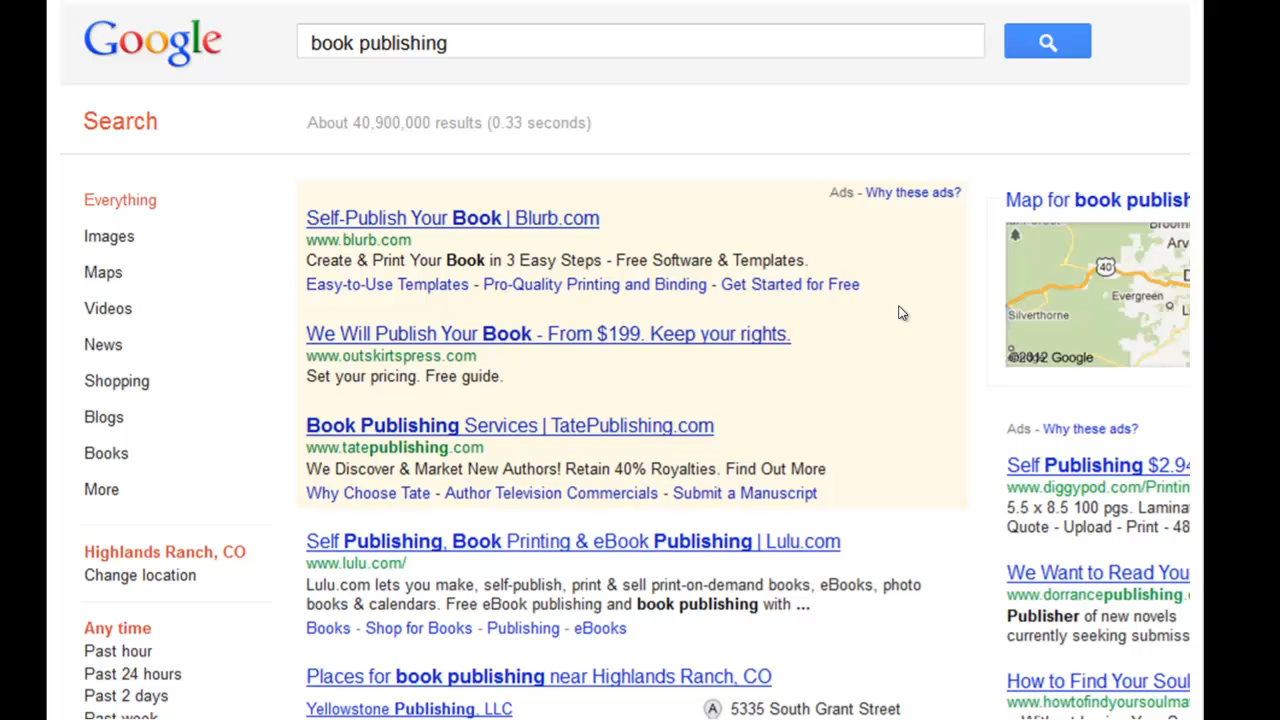 Google
book publishing
Search
About 40,900,000 results (0.33 seconds)
Everything
Images
Maps
Videos
News
Shopping
Blogs
Books
More
Highlands Ranch, CO
Change location
Any time
Past hour
Past 24 hours
Past 2 days
Past week
Ads - Why these ads?
Self-Publish Your Book | Blurb.com
www.blurb.com
Create & Print Your Book in 3 Easy Steps - Free Software & Templates.
Easy-to-Use Templates - Pro-Quality Printing and Binding - Get Started for Free
We Will Publish Your Book - From $199. Keep your rights.
www.outskirtspress.com
Set your pricing. Free guide.
Book Publishing Services | TatePublishing.com
www.tatepublishing.com
We Discover & Market New Authors! Retain 40% Royalties. Find Out More
Why Choose Tate - Author Television Commercials - Submit a Manuscript
Self Publishing, Book Printing & eBook Publishing | Lulu.com
www.lulu.com/
Lulu.com lets you make, self-publish, print & sell print-on-demand books, eBooks, photo
books & calendars. Free eBook publishing and book publishing with ...
Books - Shop for Books - Publishing - eBooks
Places for book publishing near Highlands Ranch, CO
Yellowstone Publishing, LLC
A 5335 South Grant Street
Map for book publish
Arv
40
Evergreen
Silverthorne
©2012 Google
Ads - Why these ads?
Self Publishing $2.94
www.diggypod.com/Printin
5.5 x 8.5 100 pgs. Lamina
Quote - Upload - Print - 48
We Want to Read You
www.dorrancepublishing.
Publisher of new novels
currently seeking submiss
How to Find Your Soul
www.howtofindyoursoulma